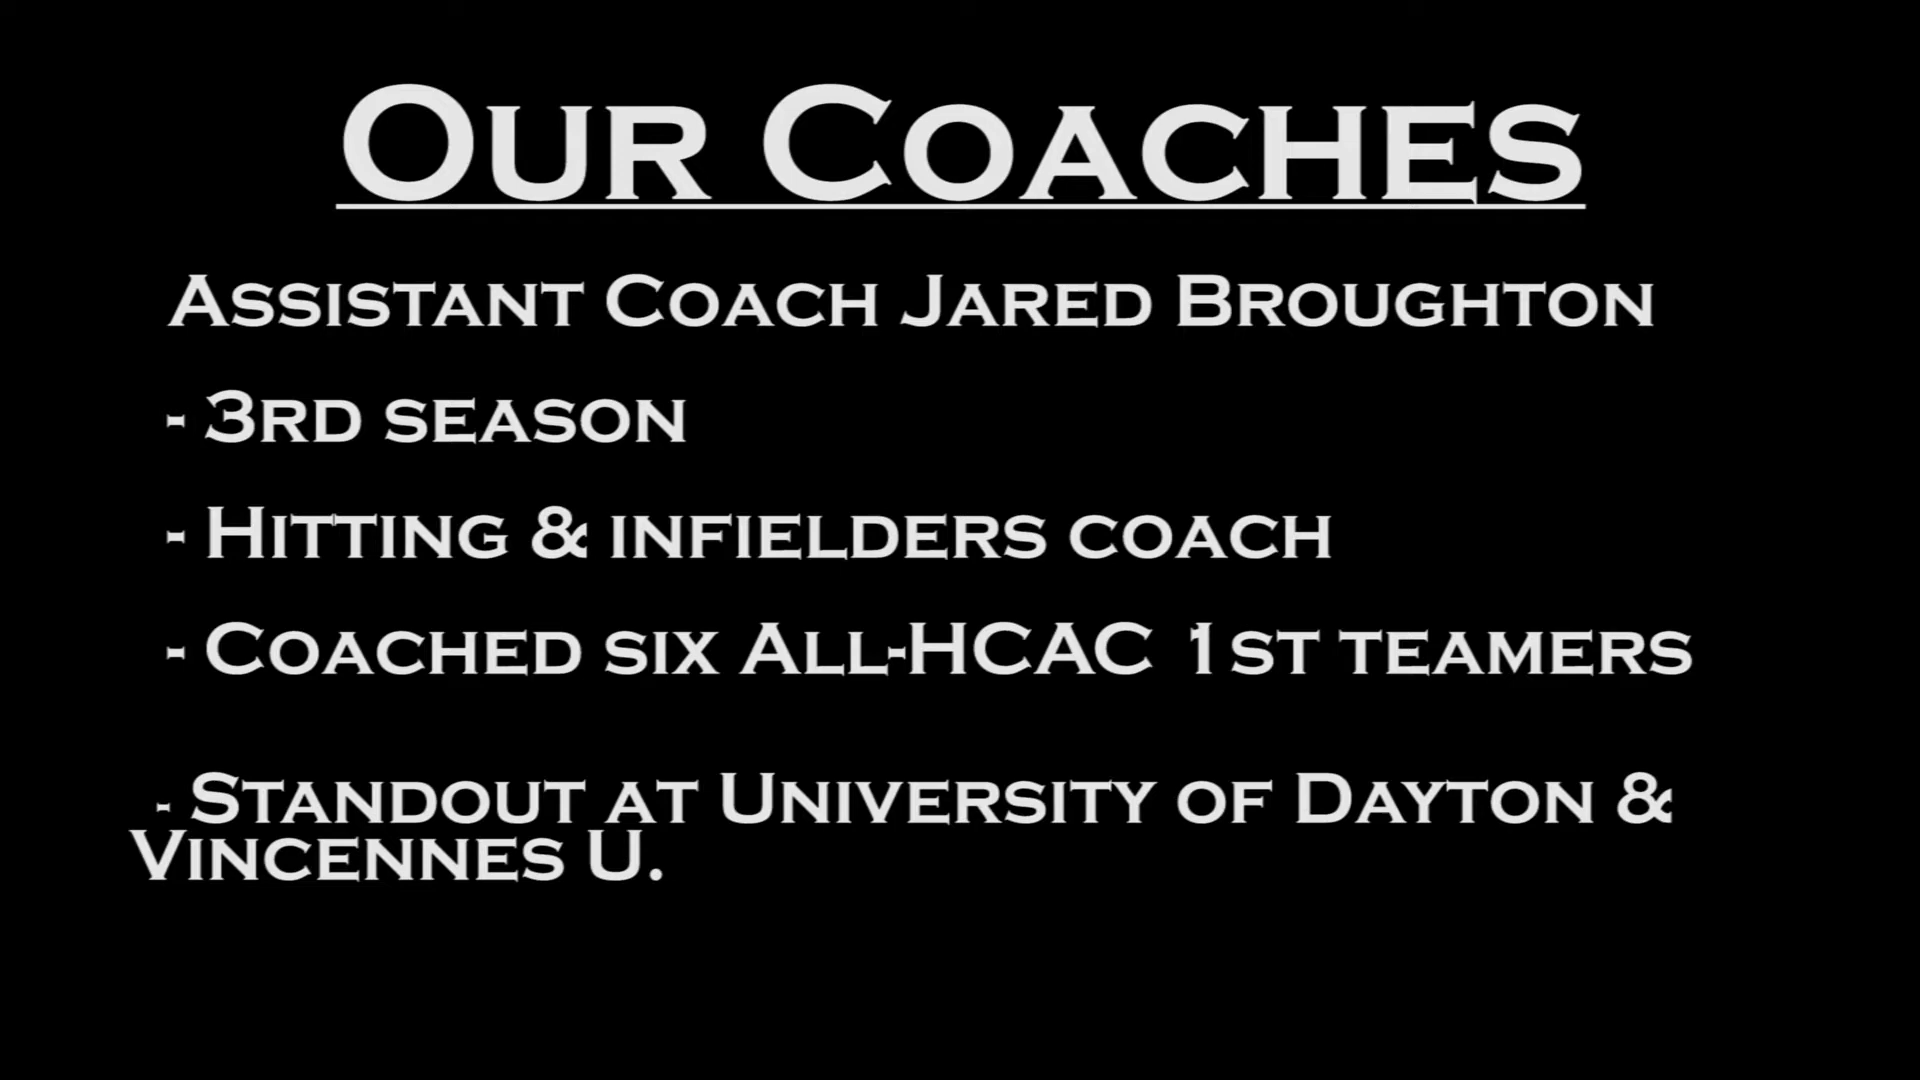 Our Coaches
Assistant Coach Jared Broughton
- 3rd season
- Hitting & infielders coach
- Coached six All-HCAC 1st teamers
- Standout at University of Dayton &
Vincennes U.